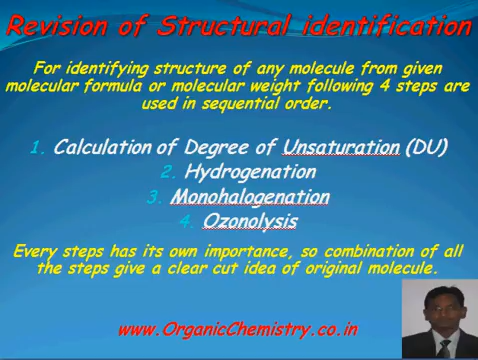 Revision of Structural identification
For identifying structure of any molecule from given
molecular formula or molecular weight following 4 steps are
used in sequential order.
1. Calculation of Degree of Unsaturation (DU)
2. Hydrogenation
3. Monohalogenation
4. Ozonolysis
Every steps has its own importance, so combination of all
the steps give a clear cut idea of original molecule.
www.OrganicChemistry.co.in